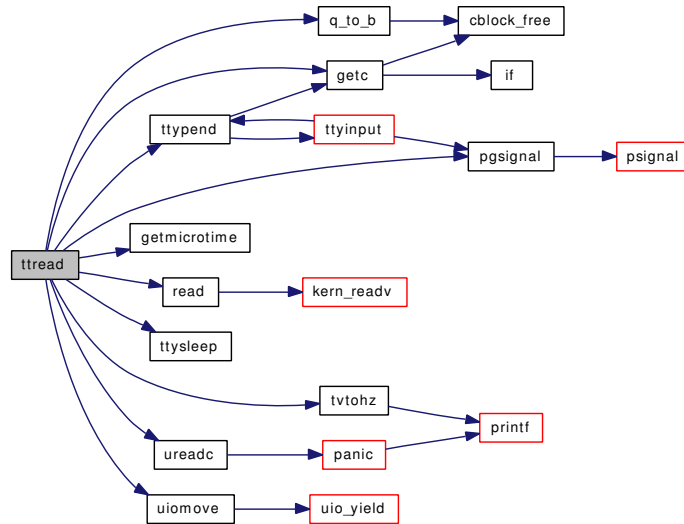 q_to_b
cblock_free
getc
if
ttypend
ttyinput
pgsignal
psignal
getmicrotime
ttread
read
kern_readv
ttysleep
tvtohz
printf
ureadc
panic
uiomove
uio_yield